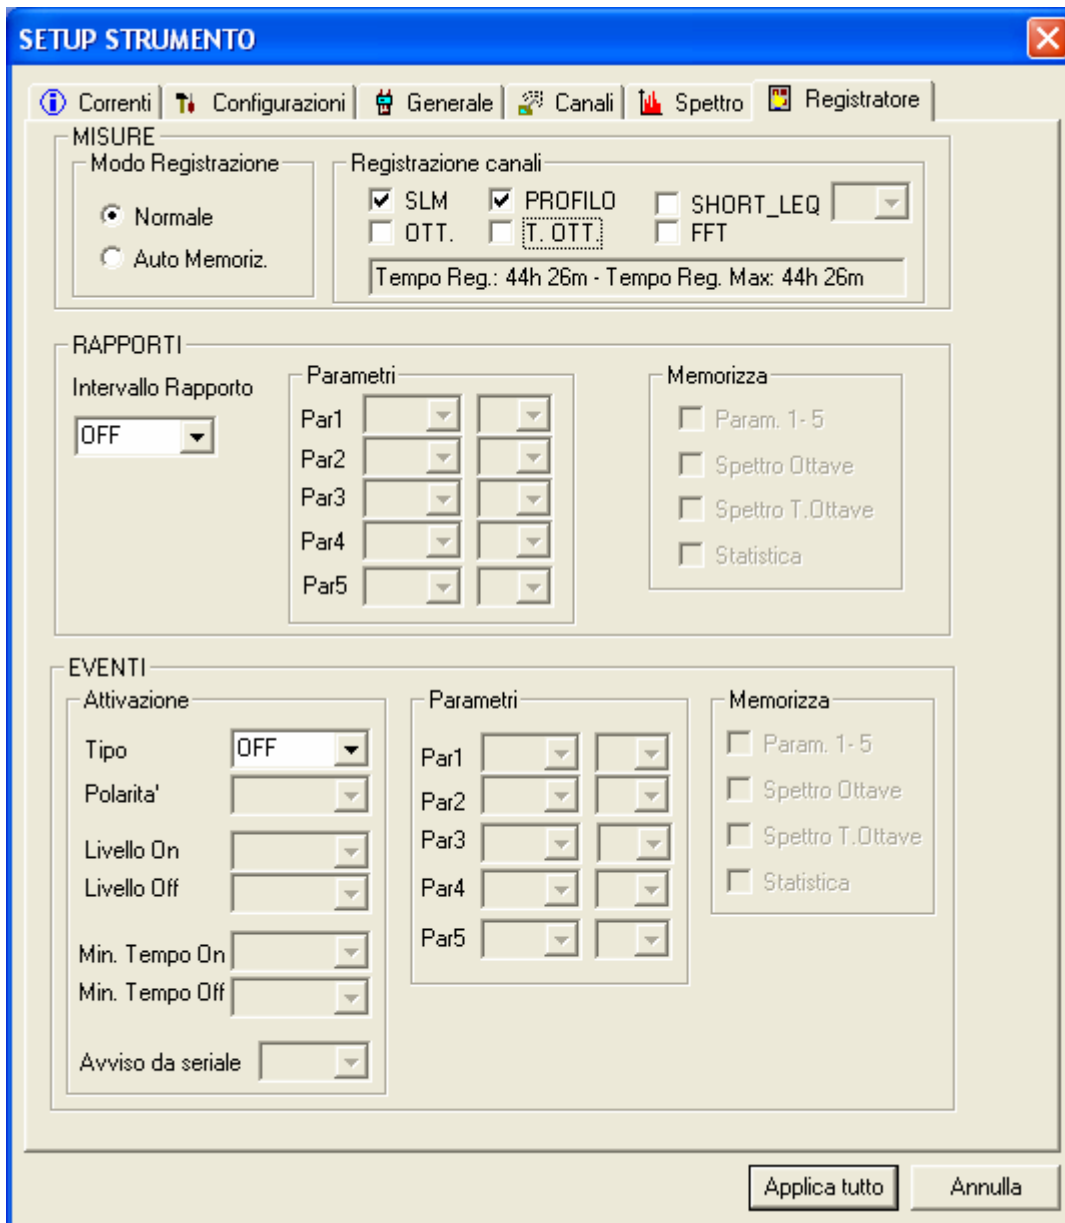 SETUP STRUMENTO
Correnti Configurazioni Generale Canali Spettro Registratore
MISURE
Modo Registrazione
Normale
Auto Memoriz.
Registrazione canali
SLM PROFILO SHORT_LEQ
OTT. T. OTT. FFT
Tempo Reg.: 44h 26m - Tempo Reg. Max: 44h 26m
RAPPORTI
Intervallo Rapporto
OFF
Parametri
Par1
Par2
Par3
Par4
Par5
Memorizza
Param. 1- 5
Spettro Ottave
Spettro T.Ottave
Statistica
EVENTI
Attivazione
Tipo OFF
Polarita'
Livello On
Livello Off
Min. Tempo On
Min. Tempo Off
Avviso da seriale
Parametri
Par1
Par2
Par3
Par4
Par5
Memorizza
Param. 1- 5
Spettro Ottave
Spettro T.Ottave
Statistica
Applica tutto Annulla